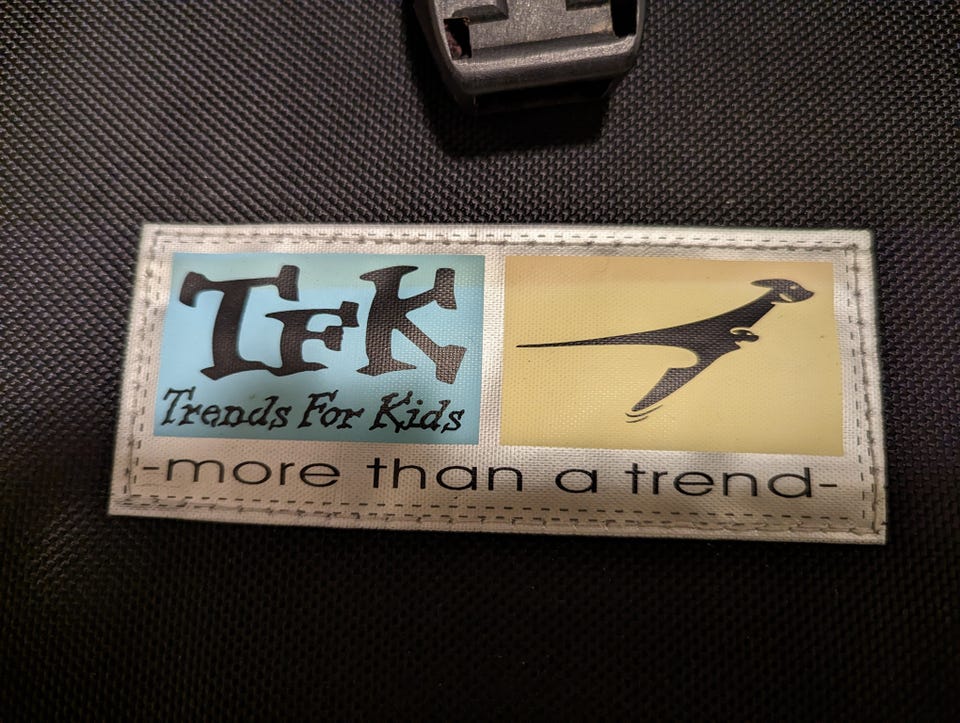 TFK
Trends For Kids
-more than a trend-